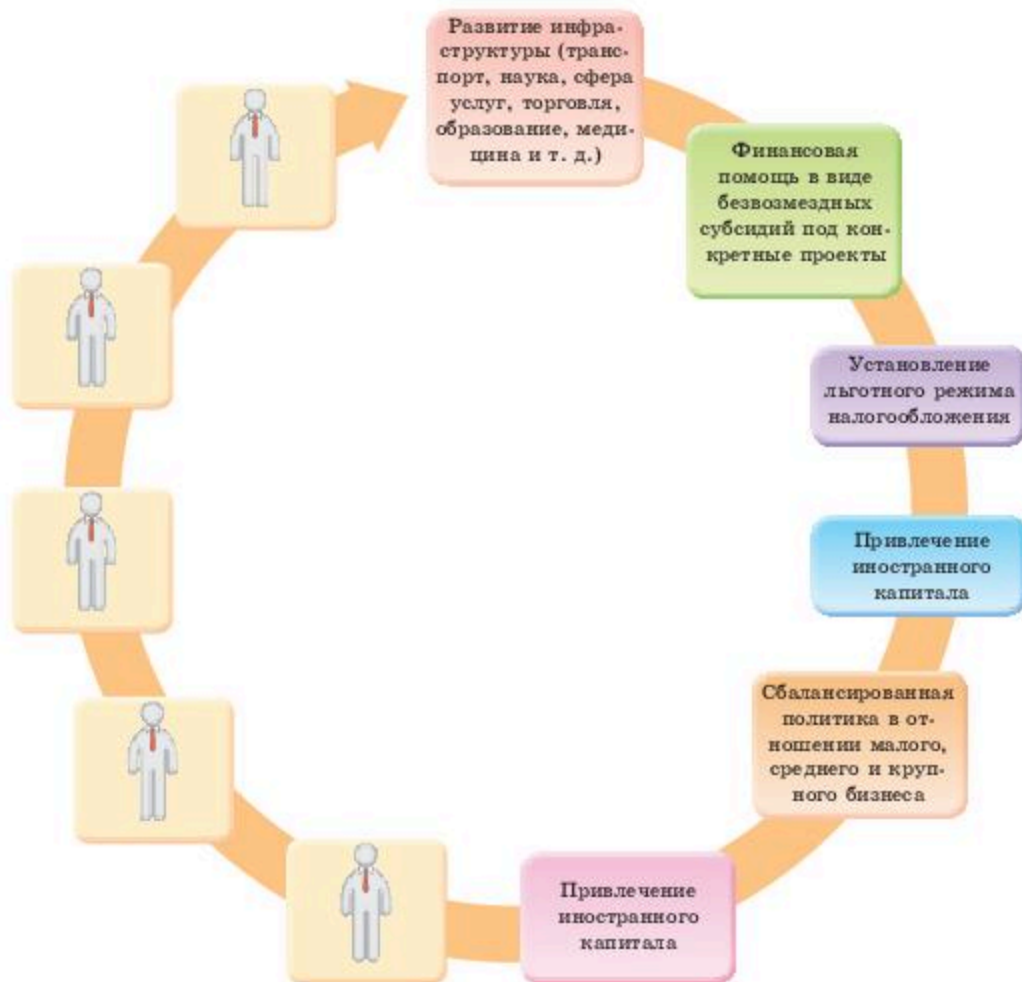 Развитие инфра-
структуры (транс-
порт, наука, сфера
услуг, торговля,
образование, меди-
цина и т. д.)
Финансовая
помощь в виде
безвозмездных
субсидий под кон-
кретные проекты
Установление
льготного режима
налогообложения
Привлечение
иностранного
капитала
Сбалансированная
политика в от-
ношении малого,
среднего и круп-
ного бизнеса
Привлечение
иностранного
капитала